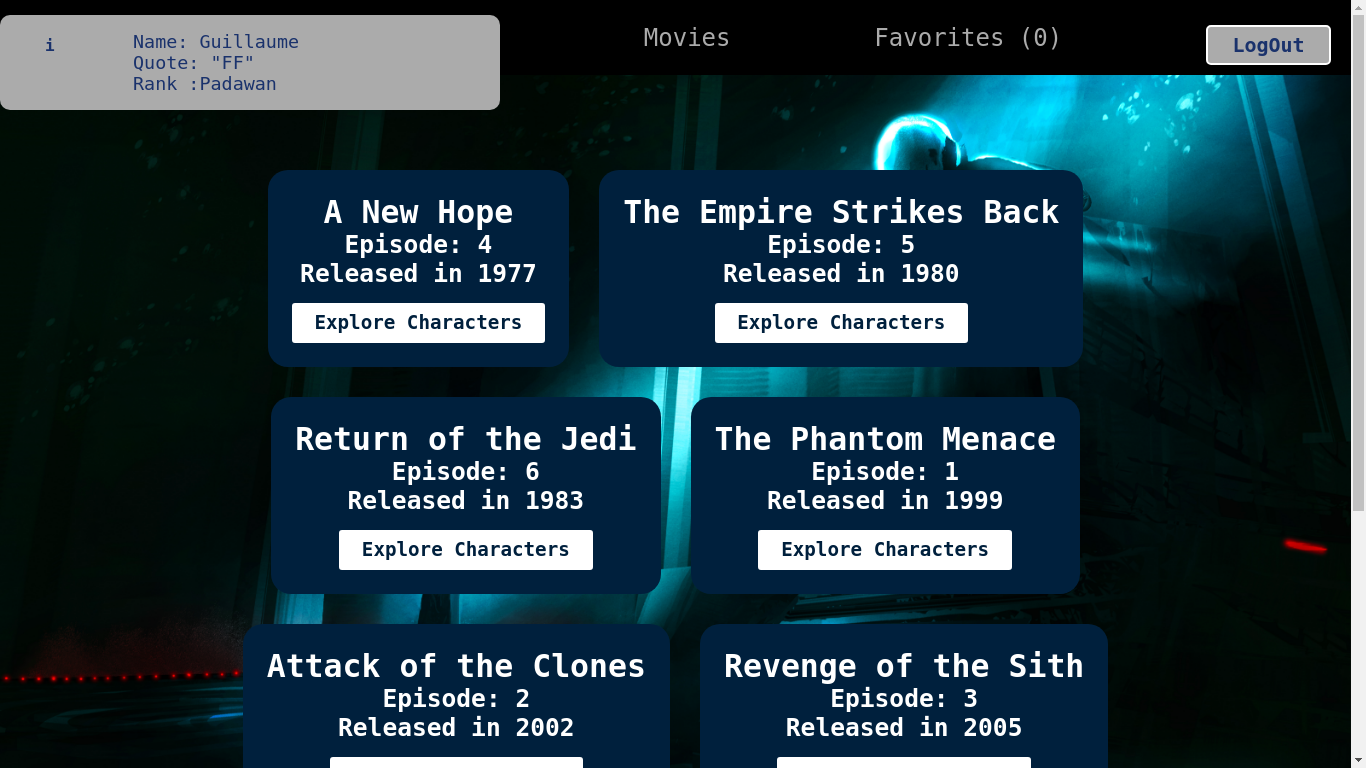 i
Name: Guillaume
Quote: "FF"
Rank :Padawan
Movies
Favorites (0)
LogOut
A New Hope
Episode: 4
Released in 1977
Explore Characters
The Empire Strikes Back
Episode: 5
Released in 1980
Explore Characters
Return of the Jedi
Episode: 6
Released in 1983
Explore Characters
The Phantom Menace
Episode: 1
Released in 1999
Explore Characters
Attack of the Clones
Episode: 2
Released in 2002
Revenge of the Sith
Episode: 3
Released in 2005